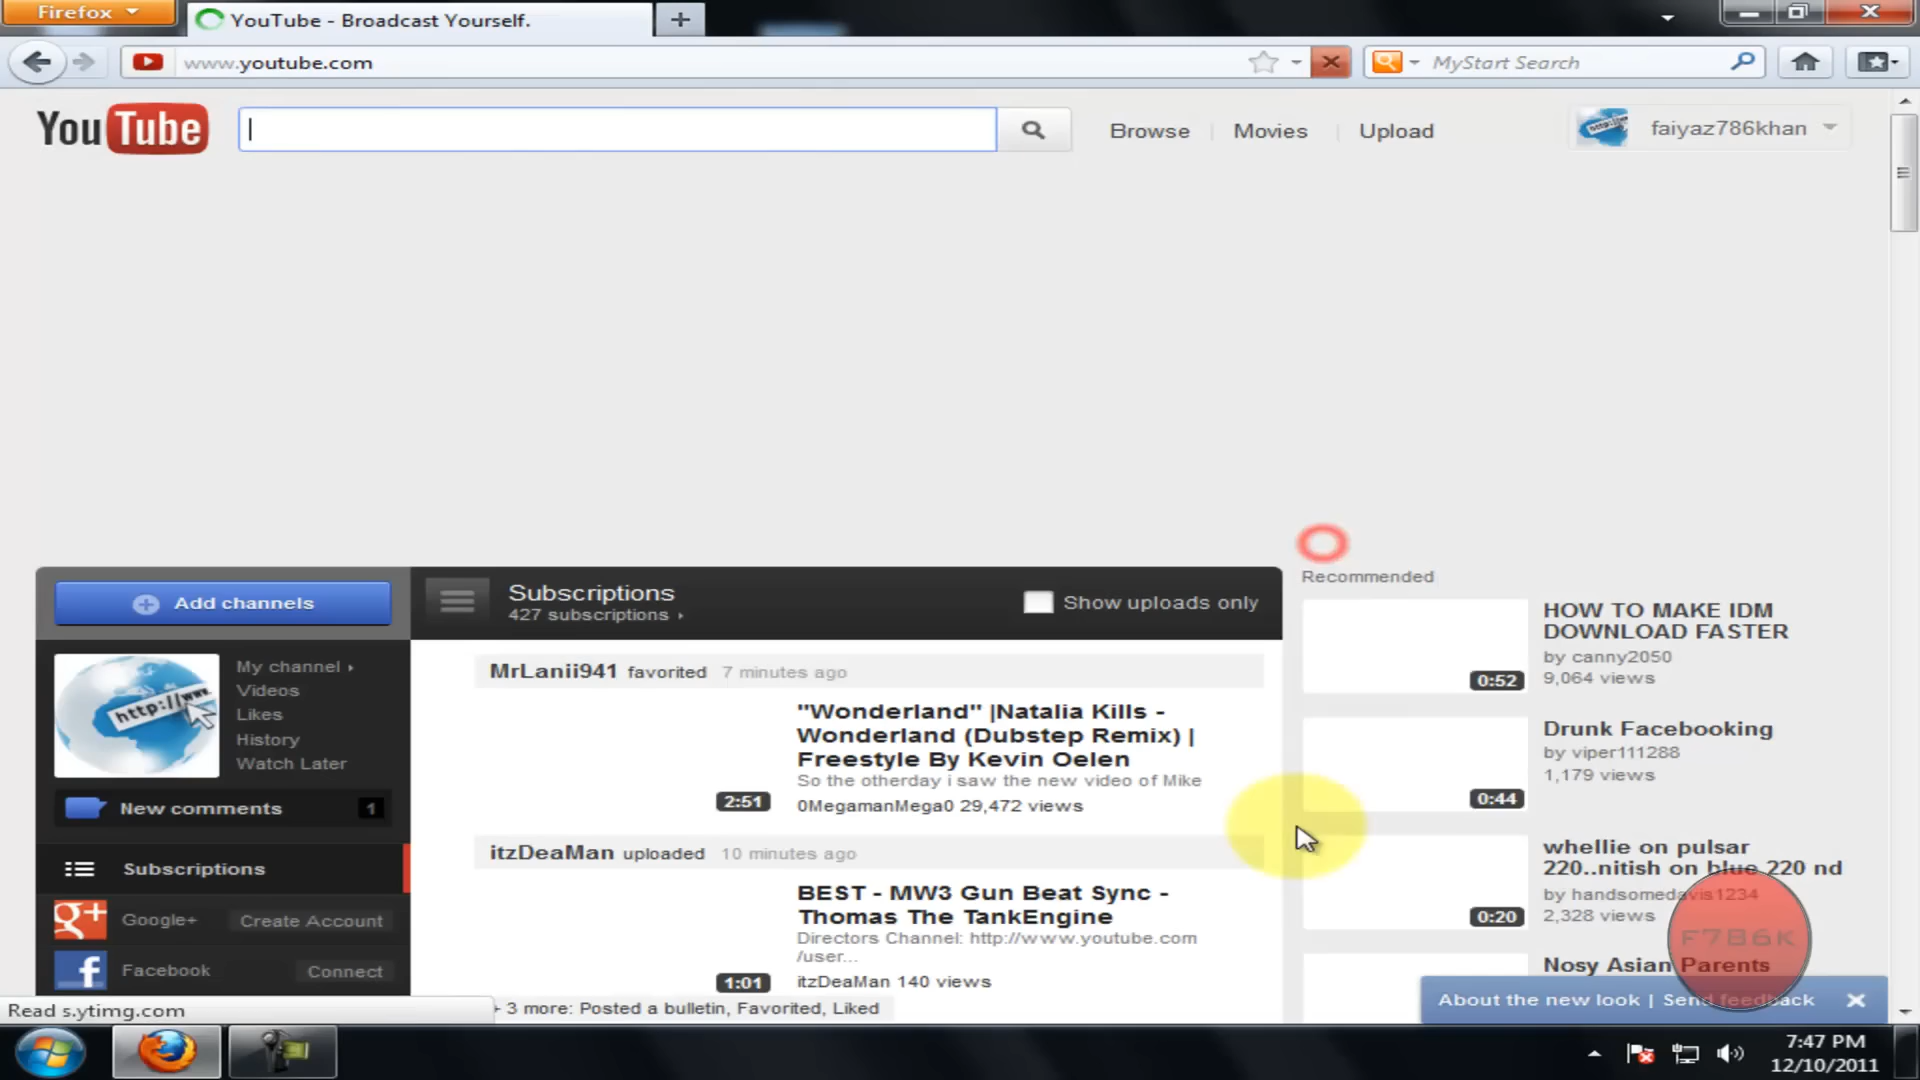 Firefox
YouTube - Broadcast Yourself.
www.youtube.com
MyStart Search
YouTube
Browse
Movies
Upload
faiyaz786khan
Add channels
Subscriptions
427 subscriptions
Show uploads only
Recommended
My channel
Videos
Likes
History
Watch Later
New comments 1
Subscriptions
Google+ Create Account
Facebook Connect
http://www.
MrLanii941 favorited 7 minutes ago
"Wonderland" |Natalia Kills -
Wonderland (Dubstep Remix) |
Freestyle By Kevin Oelen
So the otherday i saw the new video of Mike
0MegamanMega0 29,472 views
2:51
itzDeaMan uploaded 10 minutes ago
BEST - MW3 Gun Beat Sync -
Thomas The TankEngine
Directors Channel: http://www.youtube.com
/user...
itzDeaMan 140 views
1:01
+ 3 more: Posted a bulletin, Favorited, Liked
HOW TO MAKE IDM
DOWNLOAD FASTER
by canny2050
9,064 views
0:52
Drunk Facebooking
by viper111288
1,179 views
0:44
whellie on pulsar
220..nitish on blue 220 nd
by handsomedavis1234
2,328 views
0:20
Nosy Asian Parents
F7B6K
About the new look | Send feedback
Read s.ytimg.com
7:47 PM
12/10/2011